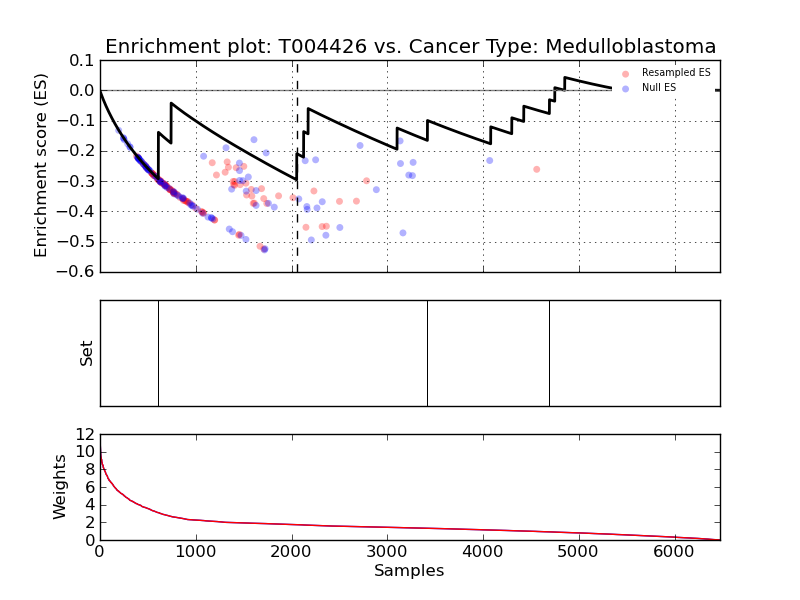 Enrichment plot: T004426 vs. Cancer Type: Medulloblastoma
Enrichment score (ES)
0.1
0.0
−0.1
−0.2
−0.3
−0.4
−0.5
−0.6
Resampled ES
Null ES
Set
Weights
12
10
8
6
4
2
0
0 1000 2000 3000 4000 5000 6000
Samples